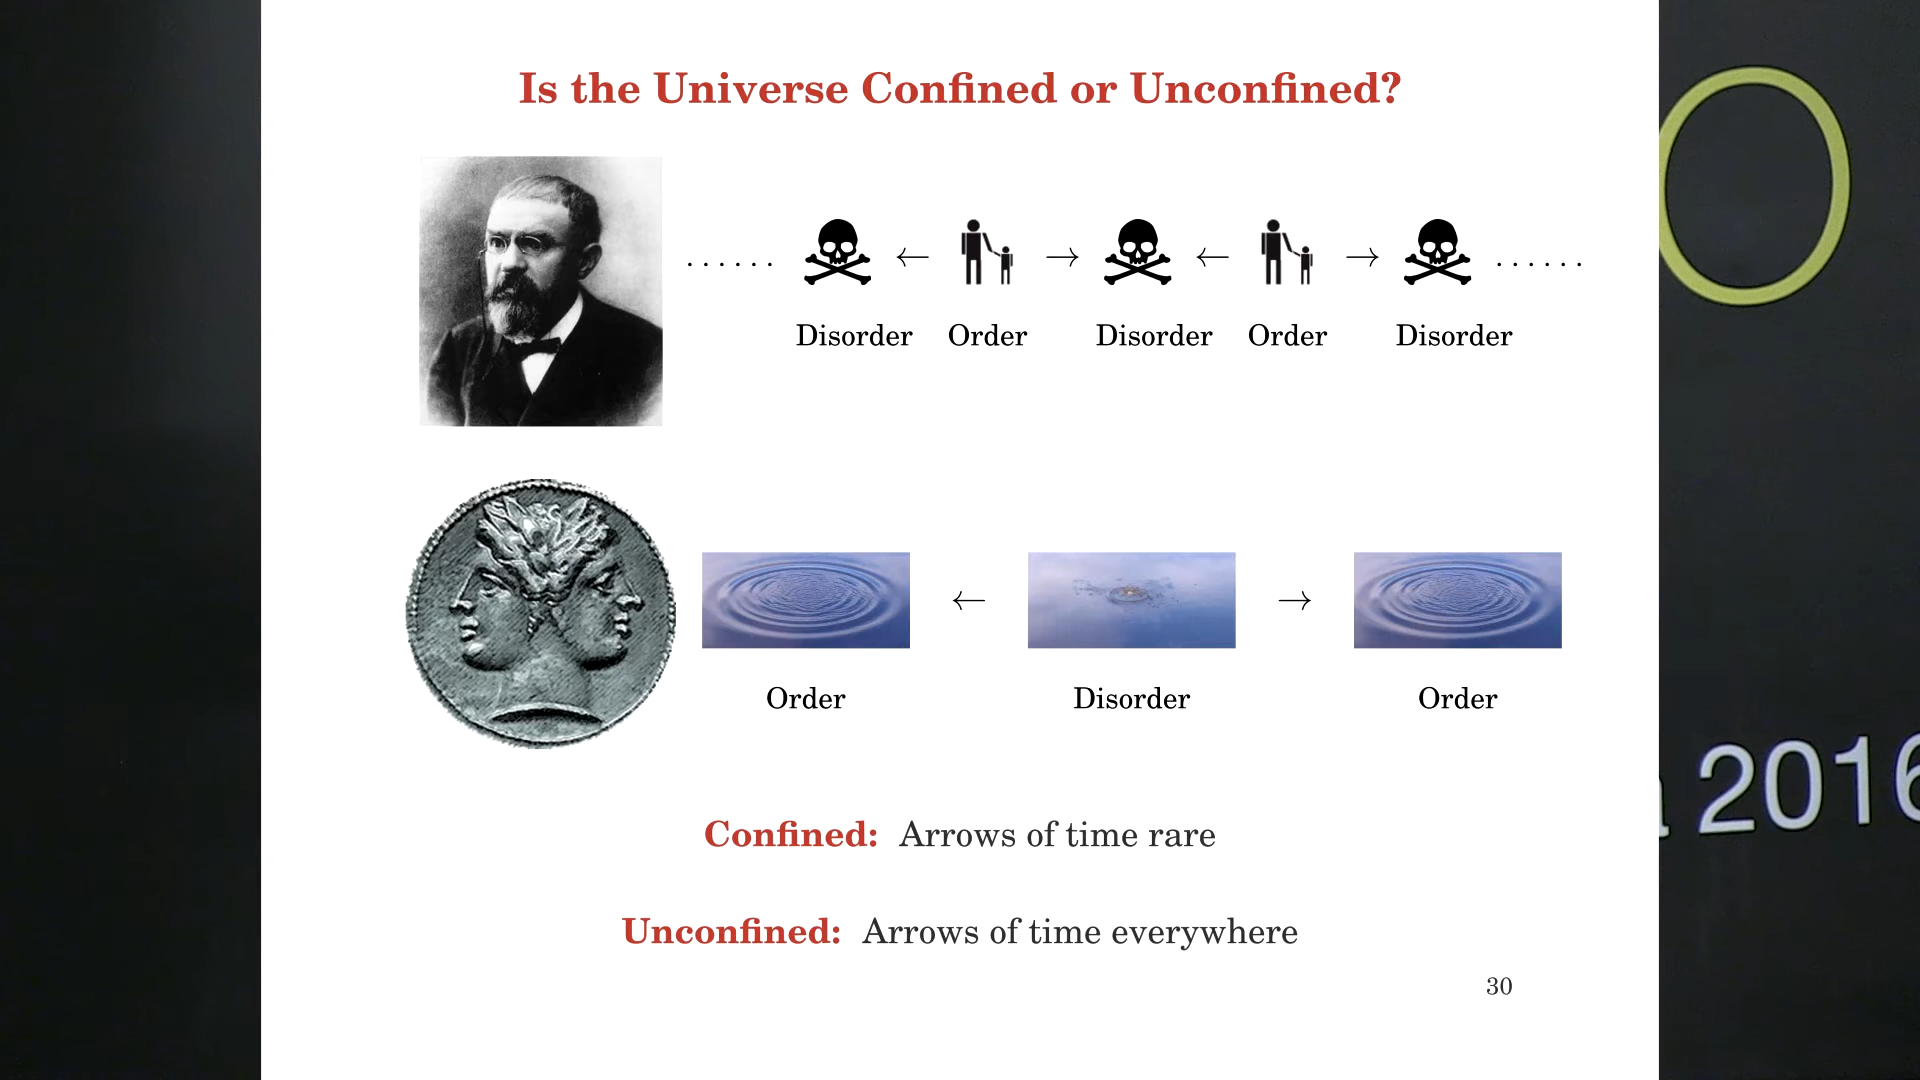 Is the Universe Confined or Unconfined?
. . . . . . ← → ← → . . . . . .
Disorder Order Disorder Order Disorder
← →
Order Disorder Order
Confined: Arrows of time rare
Unconfined: Arrows of time everywhere
30
O
2016